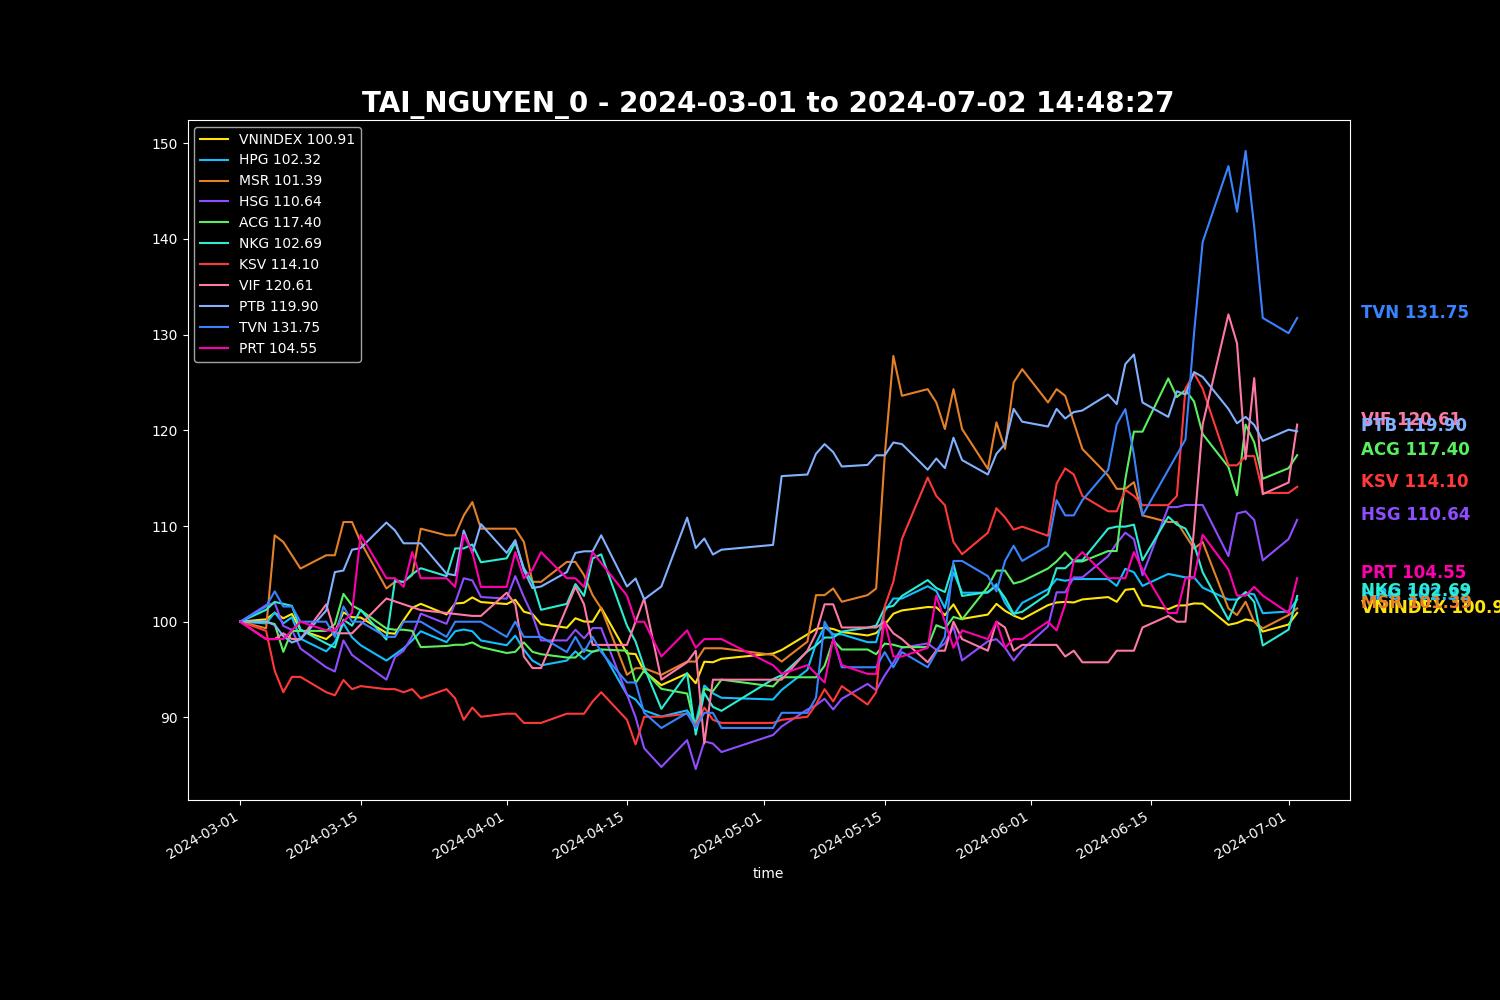 TAI_NGUYEN_0 - 2024-03-01 to 2024-07-02 14:48:27
VNINDEX 100.91
HPG 102.32
MSR 101.39
HSG 110.64
ACG 117.40
NKG 102.69
KSV 114.10
VIF 120.61
PTB 119.90
TVN 131.75
PRT 104.55
150
140
130
120
110
100
90
TVN 131.75
VIF 120.61
PTB 119.90
ACG 117.40
KSV 114.10
HSG 110.64
PRT 104.55
NKG 102.69
VNINDEX 100.9
2024-03-01
2024-03-15
2024-04-01
2024-04-15
2024-05-01
2024-05-15
2024-06-01
2024-06-15
2024-07-01
time